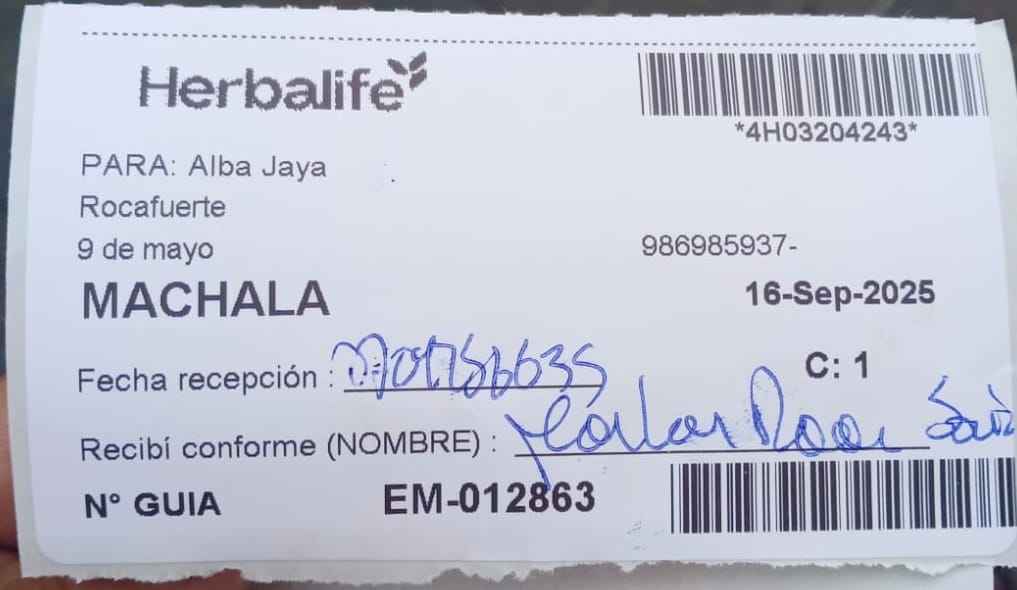 Herbalife
*4H03204243*
PARA: Alba Jaya
Rocafuerte
9 de mayo
986985937-
MACHALA
16-Sep-2025
Fecha recepción :
C: 1
Recibí conforme (NOMBRE) :
N° GUIA EM-012863